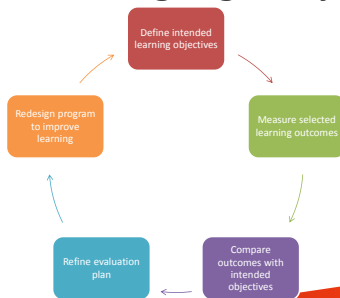 Define intended
learning objectives
Measure selected
learning outcomes
Compare
outcomes with
intended
objectives
Refine evaluation
plan
Redesign program
to improve
learning